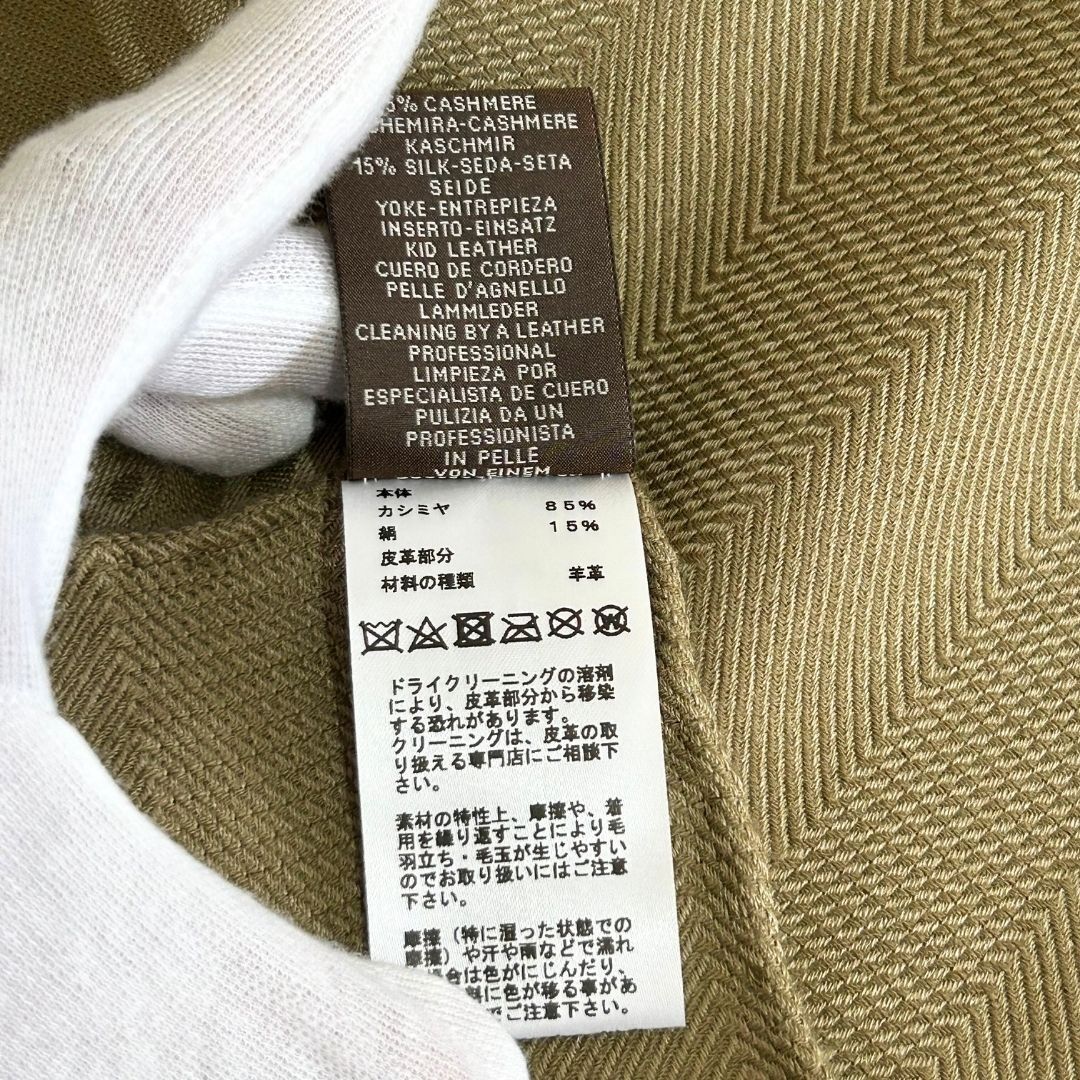 5% CASHMERE
CHEMIRA-CASHMERE
KASCHMIR
15% SILK-SEDA-SETA
SEIDE
YOKE-ENTREPIEZA
INSERTO-EINSATZ
KID LEATHER
CUERO DE CORDERO
PELLE D'AGNELLO
LAMMLEDER
CLEANING BY A LEATHER
PROFESSIONAL
LIMPIEZA POR
ESPECIALISTA DE CUERO
PULIZIA DA UN
PROFESSIONISTA
IN PELLE
VON EINEM
本体
カシミヤ 85%
絹 15%
皮革部分
材料の種類 羊革
W
ドライクリーニングの溶剤
により、皮革部分から移染
する恐れがあります。
クリーニングは、皮革の取
り扱える専門店にご相談下
さい。
素材の特性上、摩擦や、着
用を繰り返すことにより毛
羽立ち・毛玉が生じやすい
のでお取り扱いにはご注意
下さい。
摩擦（特に湿った状態での
摩擦）や汗や雨などで濡れ
場合は色がにじんだり、
に色が移る事があ
ご注意下さい。